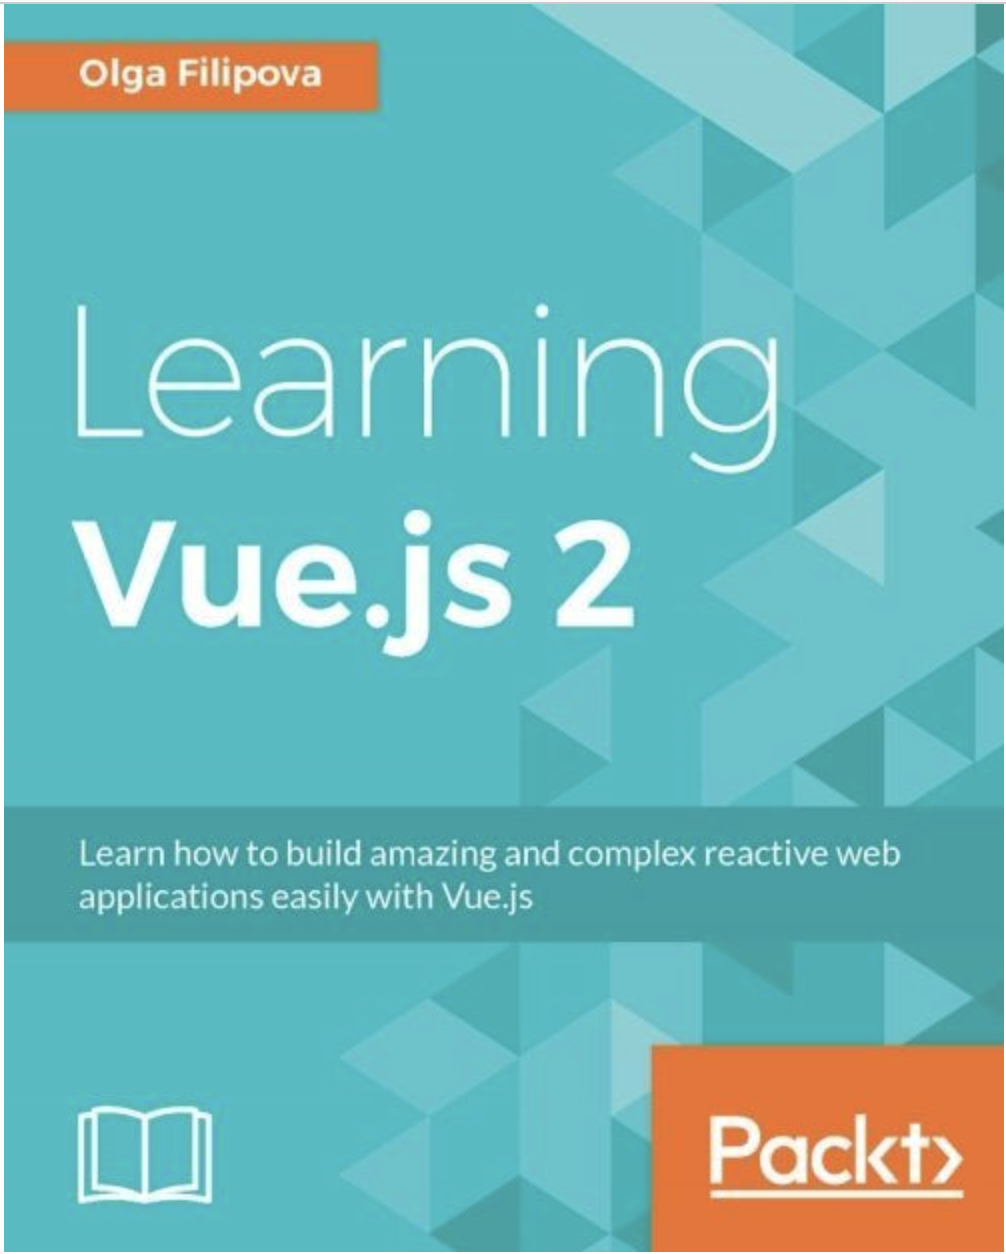 Olga Filipova
Learning
Vue.js 2
Learn how to build amazing and complex reactive web
applications easily with Vue.js
Packt>